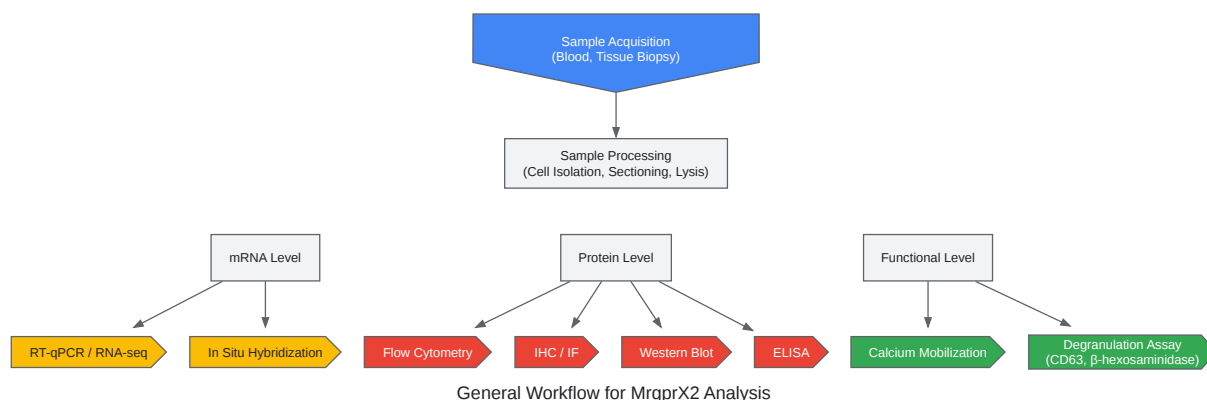 Sample Acquisition
(Blood, Tissue Biopsy)
Sample Processing
(Cell Isolation, Sectioning, Lysis)
mRNA Level
Protein Level
Functional Level
RT-qPCR / RNA-seq
In Situ Hybridization
Flow Cytometry
IHC / IF
Western Blot
ELISA
Calcium Mobilization
Degranulation Assay
(CD63, β-hexosaminidase)
General Workflow for MrgprX2 Analysis